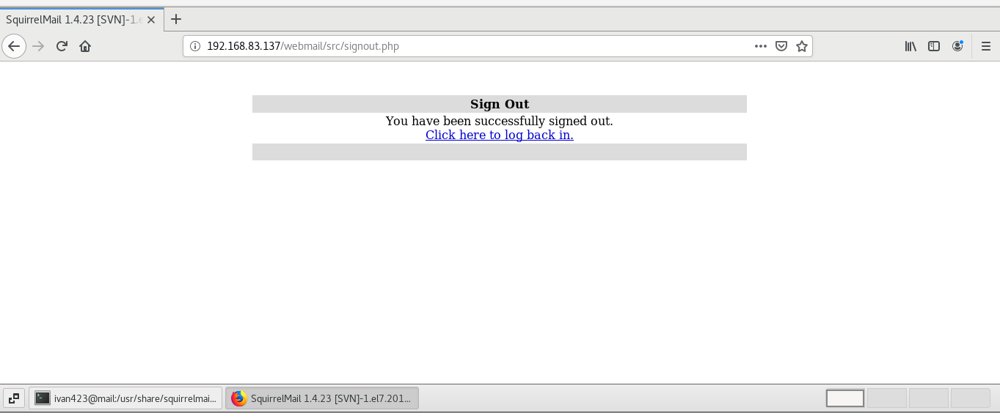 SquirrelMail 1.4.23 [SVN]-1.e
192.168.83.137/webmail/src/signout.php
Sign Out
You have been successfully signed out.
Click here to log back in.
ivan423@mail:/usr/share/squirrelmai...
SquirrelMail 1.4.23 [SVN]-1.el7.201...